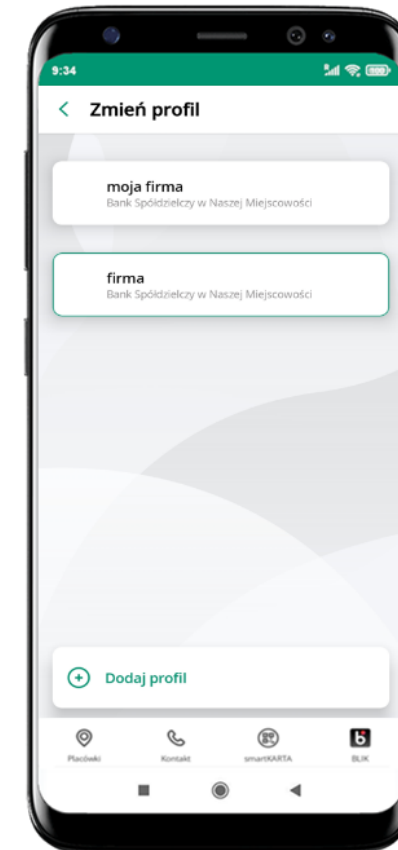 9:34
Zmień profil
moja firma
Bank Spółdzielczy w Naszej Miejscowości
firma
Bank Spółdzielczy w Naszej Miejscowości
Dodaj profil
Placówki
Kontakt
smartKARTA
BLIK